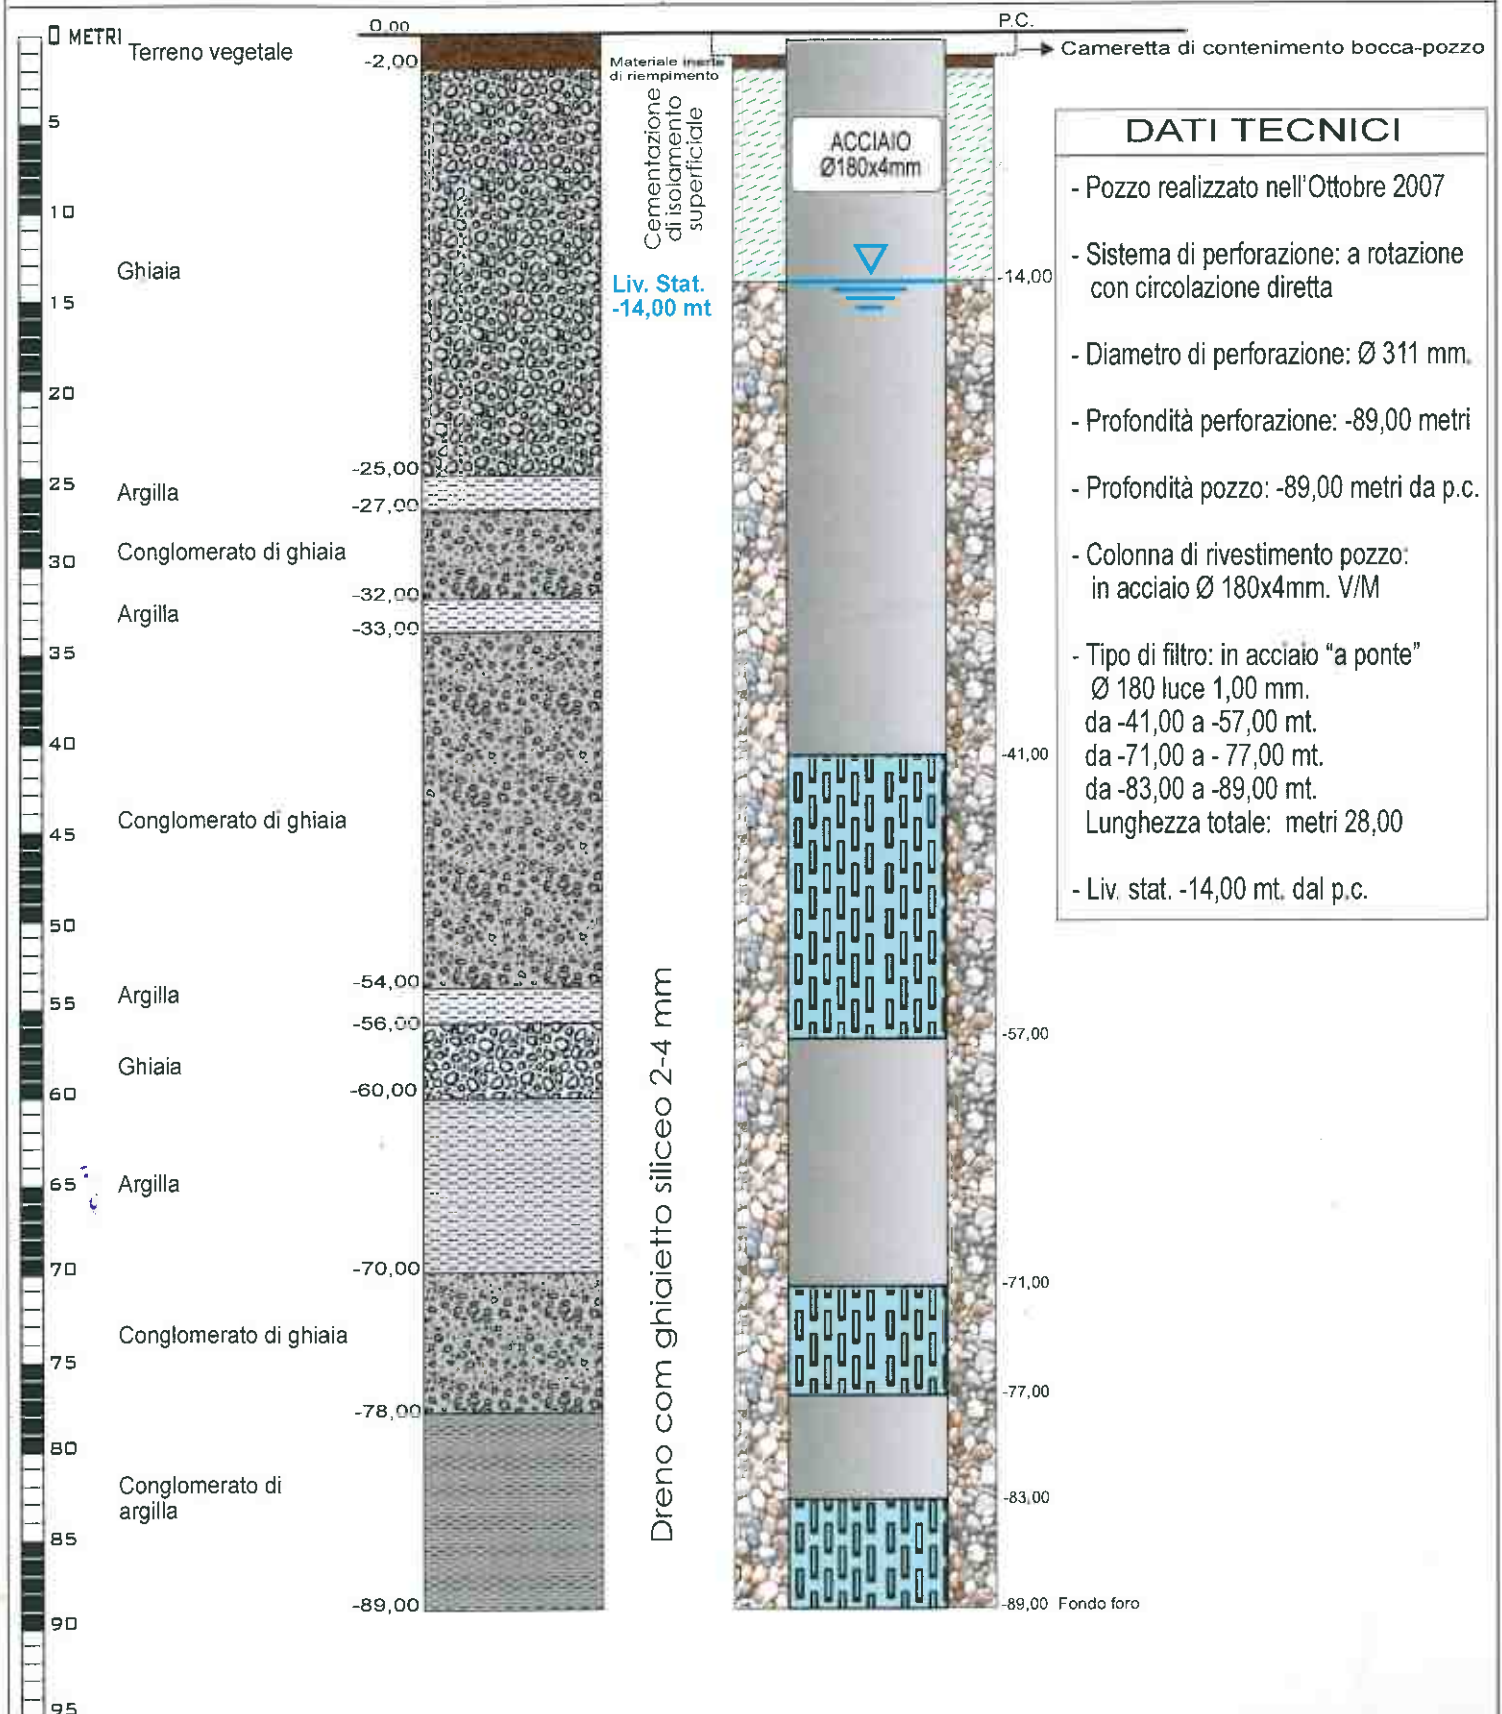 0 METRI
0,00
P.C.
Terreno vegetale
-2,00
Materiale inerte
di riempimento
Cameretta di contenimento bocca-pozzo
5
10
15
20
25
30
35
40
45
50
55
60
65
70
75
80
85
90
95
Ghiaia
-25,00
Argilla
-27,00
Conglomerato di ghiaia
-32,00
Argilla
-33,00
Conglomerato di ghiaia
-54,00
Argilla
-56,00
Ghiaia
-60,00
Argilla
-70,00
Conglomerato di ghiaia
-78,00
Conglomerato di
argilla
-89,00
Cementazione
di isolamento
superficiale
Liv. Stat.
-14,00 mt
Dreno com ghiaietto siliceo 2-4 mm
ACCIAIO
Ø180x4mm
-14,00
-41,00
-57,00
-71,00
-77,00
-83,00
-89,00 Fondo foro
DATI TECNICI
- Pozzo realizzato nell'Ottobre 2007
- Sistema di perforazione: a rotazione
con circolazione diretta
- Diametro di perforazione: Ø 311 mm.
- Profondità perforazione: -89,00 metri
- Profondità pozzo: -89,00 metri da p.c.
- Colonna di rivestimento pozzo:
in acciaio Ø 180x4mm. V/M
- Tipo di filtro: in acciaio “a ponte”
Ø 180 luce 1,00 mm.
da -41,00 a -57,00 mt.
da -71,00 a - 77,00 mt.
da -83,00 a -89,00 mt.
Lunghezza totale: metri 28,00
- Liv. stat. -14,00 mt. dal p.c.